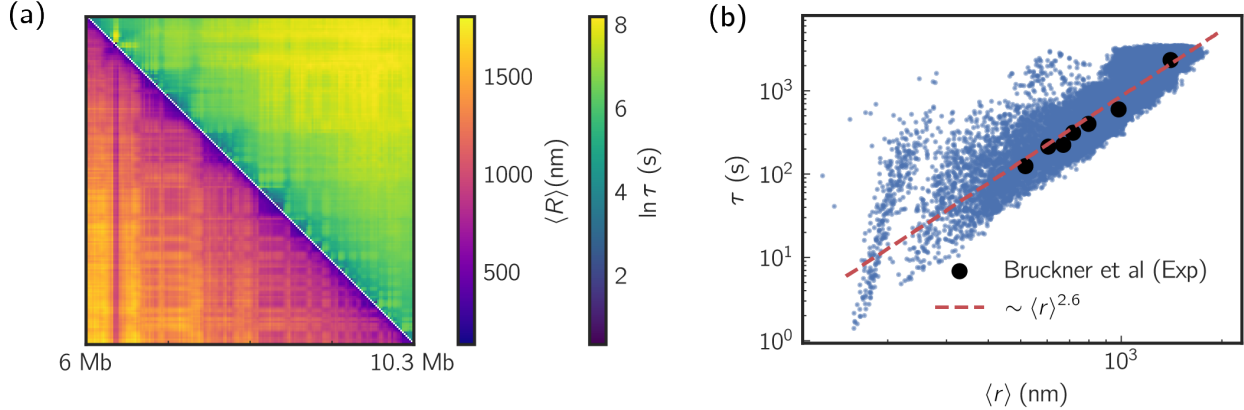 (a)
6 Mb
10.3 Mb
1500
1000
500
⟨R⟩(nm)
8
6
4
2
ln τ (s)
(b)
10³
10²
10¹
10⁰
τ (s)
Bruckner et al (Exp)
~ ⟨r⟩²·⁶
10³
⟨r⟩ (nm)